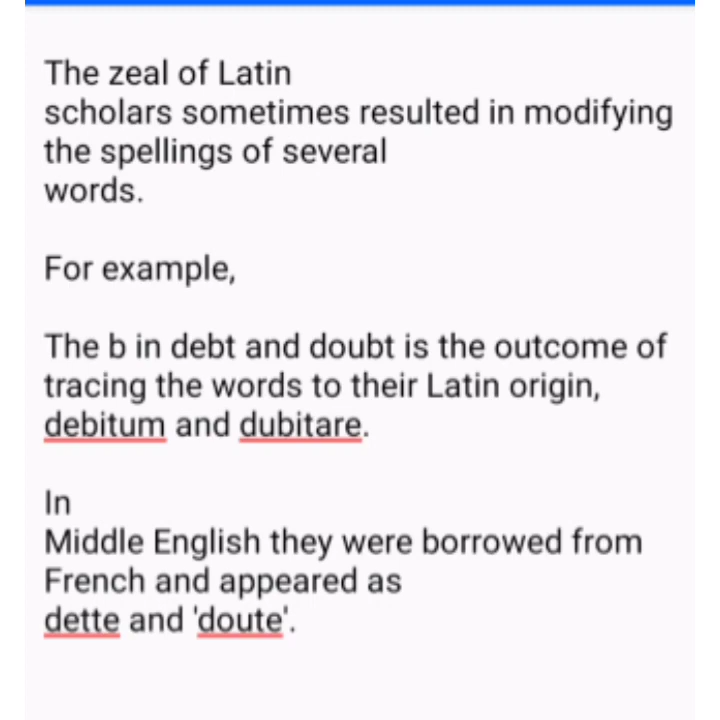 The zeal of Latin
scholars sometimes resulted in modifying
the spellings of several
words.
For example,
The b in debt and doubt is the outcome of
tracing the words to their Latin origin,
debitum and dubitare.
In
Middle English they were borrowed from
French and appeared as
dette and 'doute'.